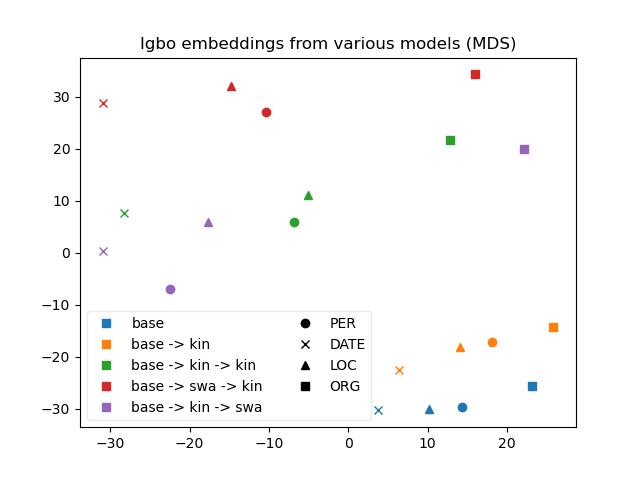 Igbo embeddings from various models (MDS)
30
20
10
0
−10
−20
−30
base
base -> kin
base -> kin -> kin
base -> swa -> kin
base -> kin -> swa
PER
DATE
LOC
ORG
−30 −20 −10 0 10 20